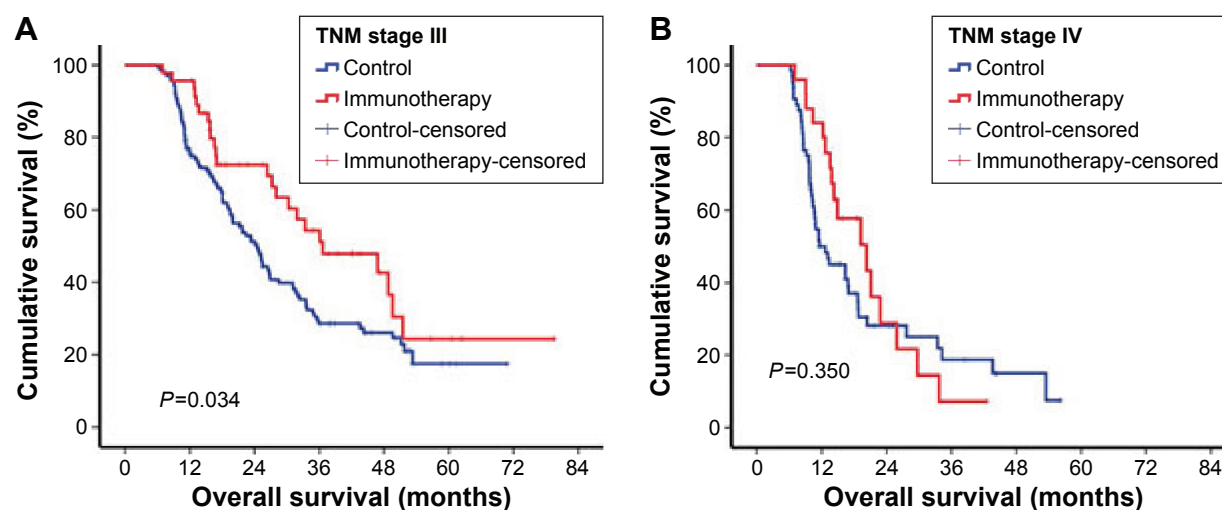 A
TNM stage III
Control
Immunotherapy
Control-censored
Immunotherapy-censored
Cumulative survival (%)
100
80
60
40
20
0
P=0.034
0 12 24 36 48 60 72 84
Overall survival (months)
B
TNM stage IV
Control
Immunotherapy
Control-censored
Immunotherapy-censored
Cumulative survival (%)
100
80
60
40
20
0
P=0.350
0 12 24 36 48 60 72 84
Overall survival (months)